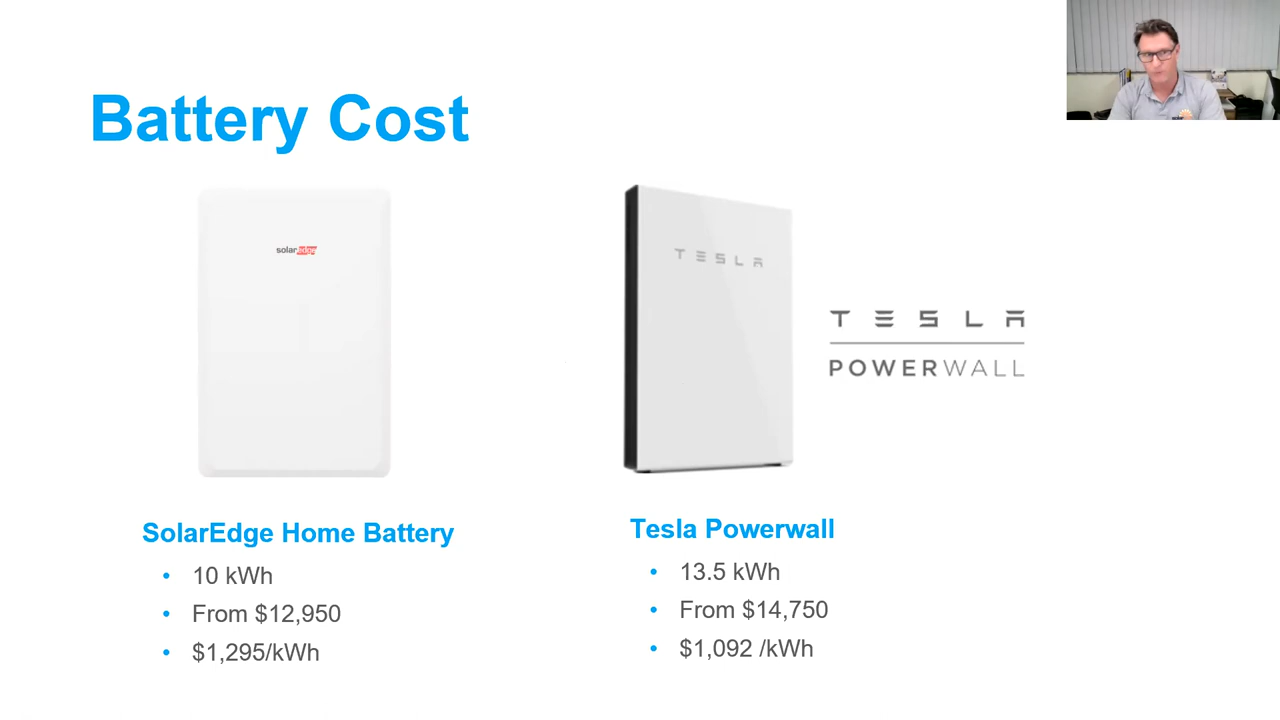 Battery Cost
solaredge
TESLA
TESLA
POWERWALL
SolarEdge Home Battery
• 10 kWh
• From $12,950
• $1,295/kWh
Tesla Powerwall
• 13.5 kWh
• From $14,750
• $1,092 /kWh